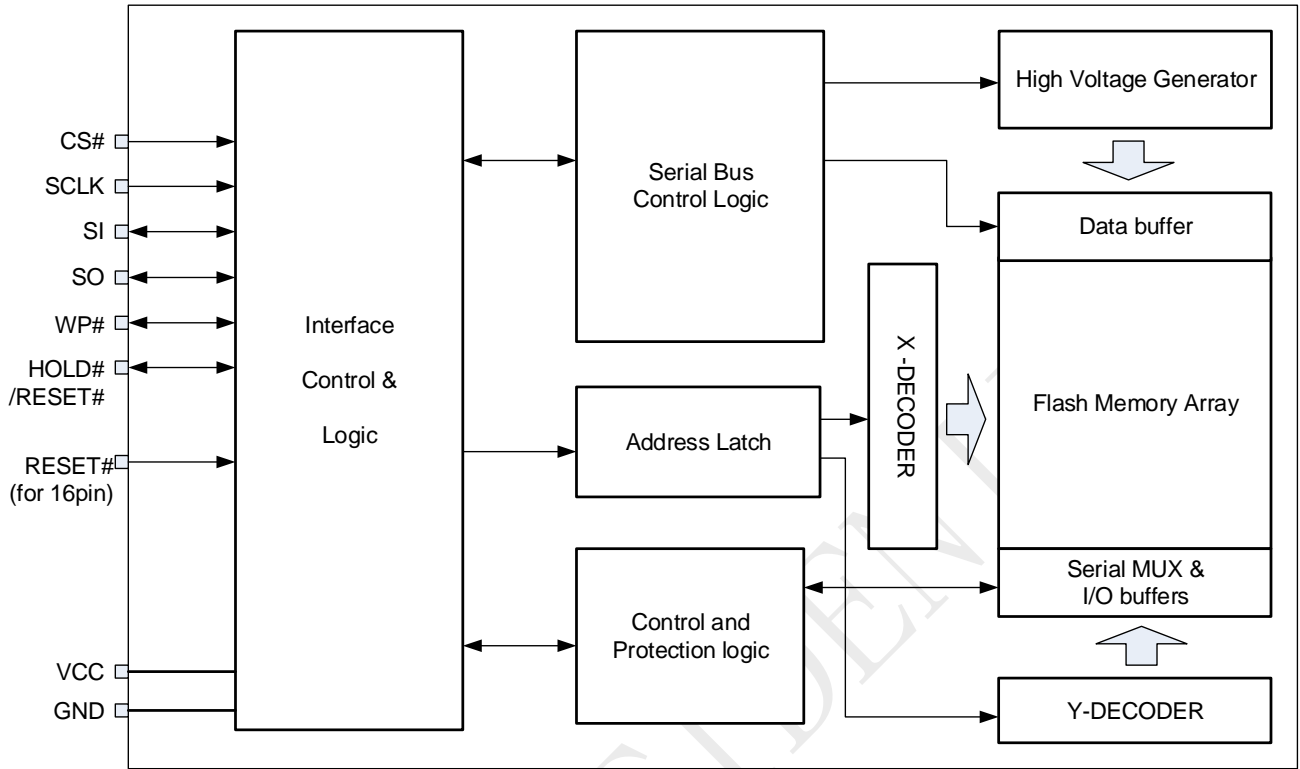 CS#
SCLK
SI
SO
WP#
HOLD#
/RESET#
RESET#
(for 16pin)
VCC
GND
Interface
Control &
Logic
Serial Bus
Control Logic
Address Latch
Control and
Protection logic
X -DECODER
High Voltage Generator
Data buffer
Flash Memory Array
Serial MUX &
I/O buffers
Y-DECODER